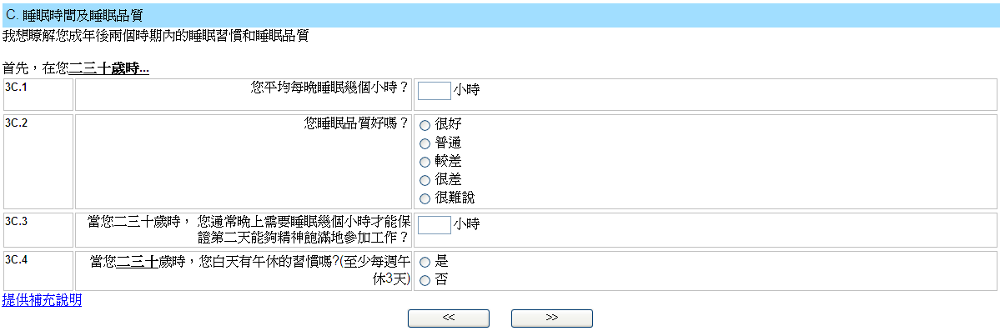 C. 睡眠時間及睡眠品質
我想瞭解您成年後兩個時期內的睡眠習慣和睡眠品質
首先，在您二三十歲時...
3C.1 您平均每晚睡眠幾個小時？ 小時
3C.2 您睡眠品質好嗎？ 很好
普通
較差
很差
很難說
3C.3 當您二三十歲時， 您通常晚上需要睡眠幾個小時才能保 小時
證第二天能夠精神飽滿地參加工作？
3C.4 當您二三十歲時，您白天有午休的習慣嗎?(至少每週午 是
休3天) 否
提供補充說明
<< >>